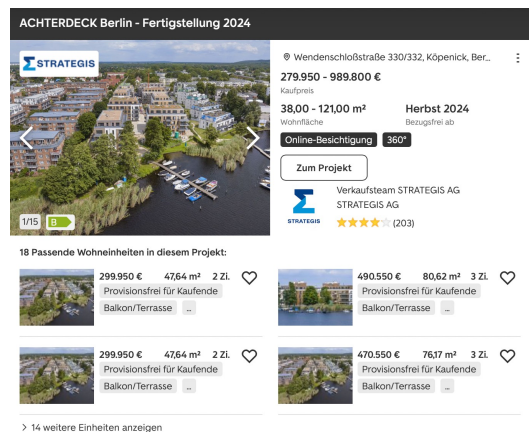 ACHTERDECK Berlin - Fertigstellung 2024
STRATEGIS
1/15
B
Wendenschloßstraße 330/332, Köpenick, Ber...
279.950 - 989.800 €
Kaufpreis
38,00 - 121,00 m² Herbst 2024
Wohnfläche Bezugsfrei ab
Online-Besichtigung 360°
Zum Projekt
STRATEGIS
Verkaufsteam STRATEGIS AG
STRATEGIS AG
(203)
18 Passende Wohneinheiten in diesem Projekt:
299.950 € 47,64 m² 2 Zi.
Provisionsfrei für Kaufende
Balkon/Terrasse ...
490.550 € 80,62 m² 3 Zi.
Provisionsfrei für Kaufende
Balkon/Terrasse ...
299.950 € 47,64 m² 2 Zi.
Provisionsfrei für Kaufende
Balkon/Terrasse ...
470.550 € 76,17 m² 3 Zi.
Provisionsfrei für Kaufende
Balkon/Terrasse ...
14 weitere Einheiten anzeigen